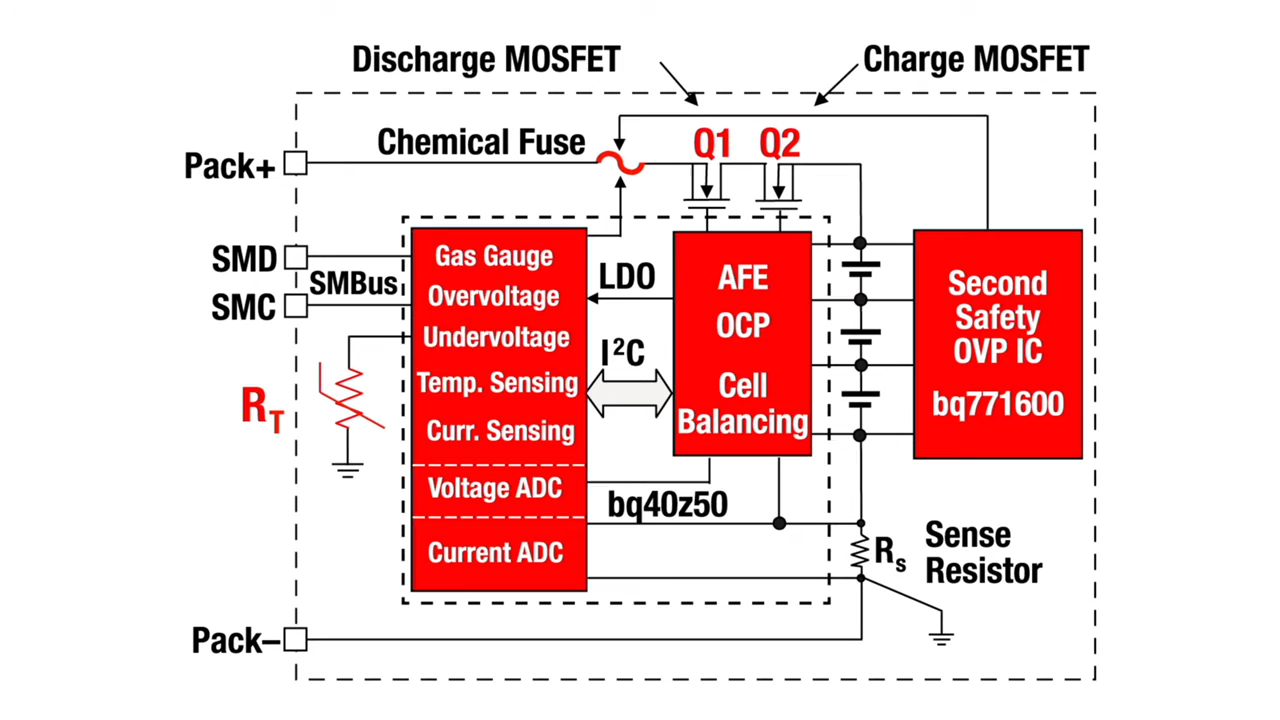 Discharge MOSFET
Charge MOSFET
Chemical Fuse
Q1
Q2
Pack+
SMD
SMBus
SMC
R_T
Gas Gauge
Overvoltage
Undervoltage
Temp. Sensing
Curr. Sensing
Voltage ADC
Current ADC
LDO
I²C
AFE
OCP
Cell
Balancing
bq40z50
Second
Safety
OVP IC
bq771600
R_s
Sense
Resistor
Pack–